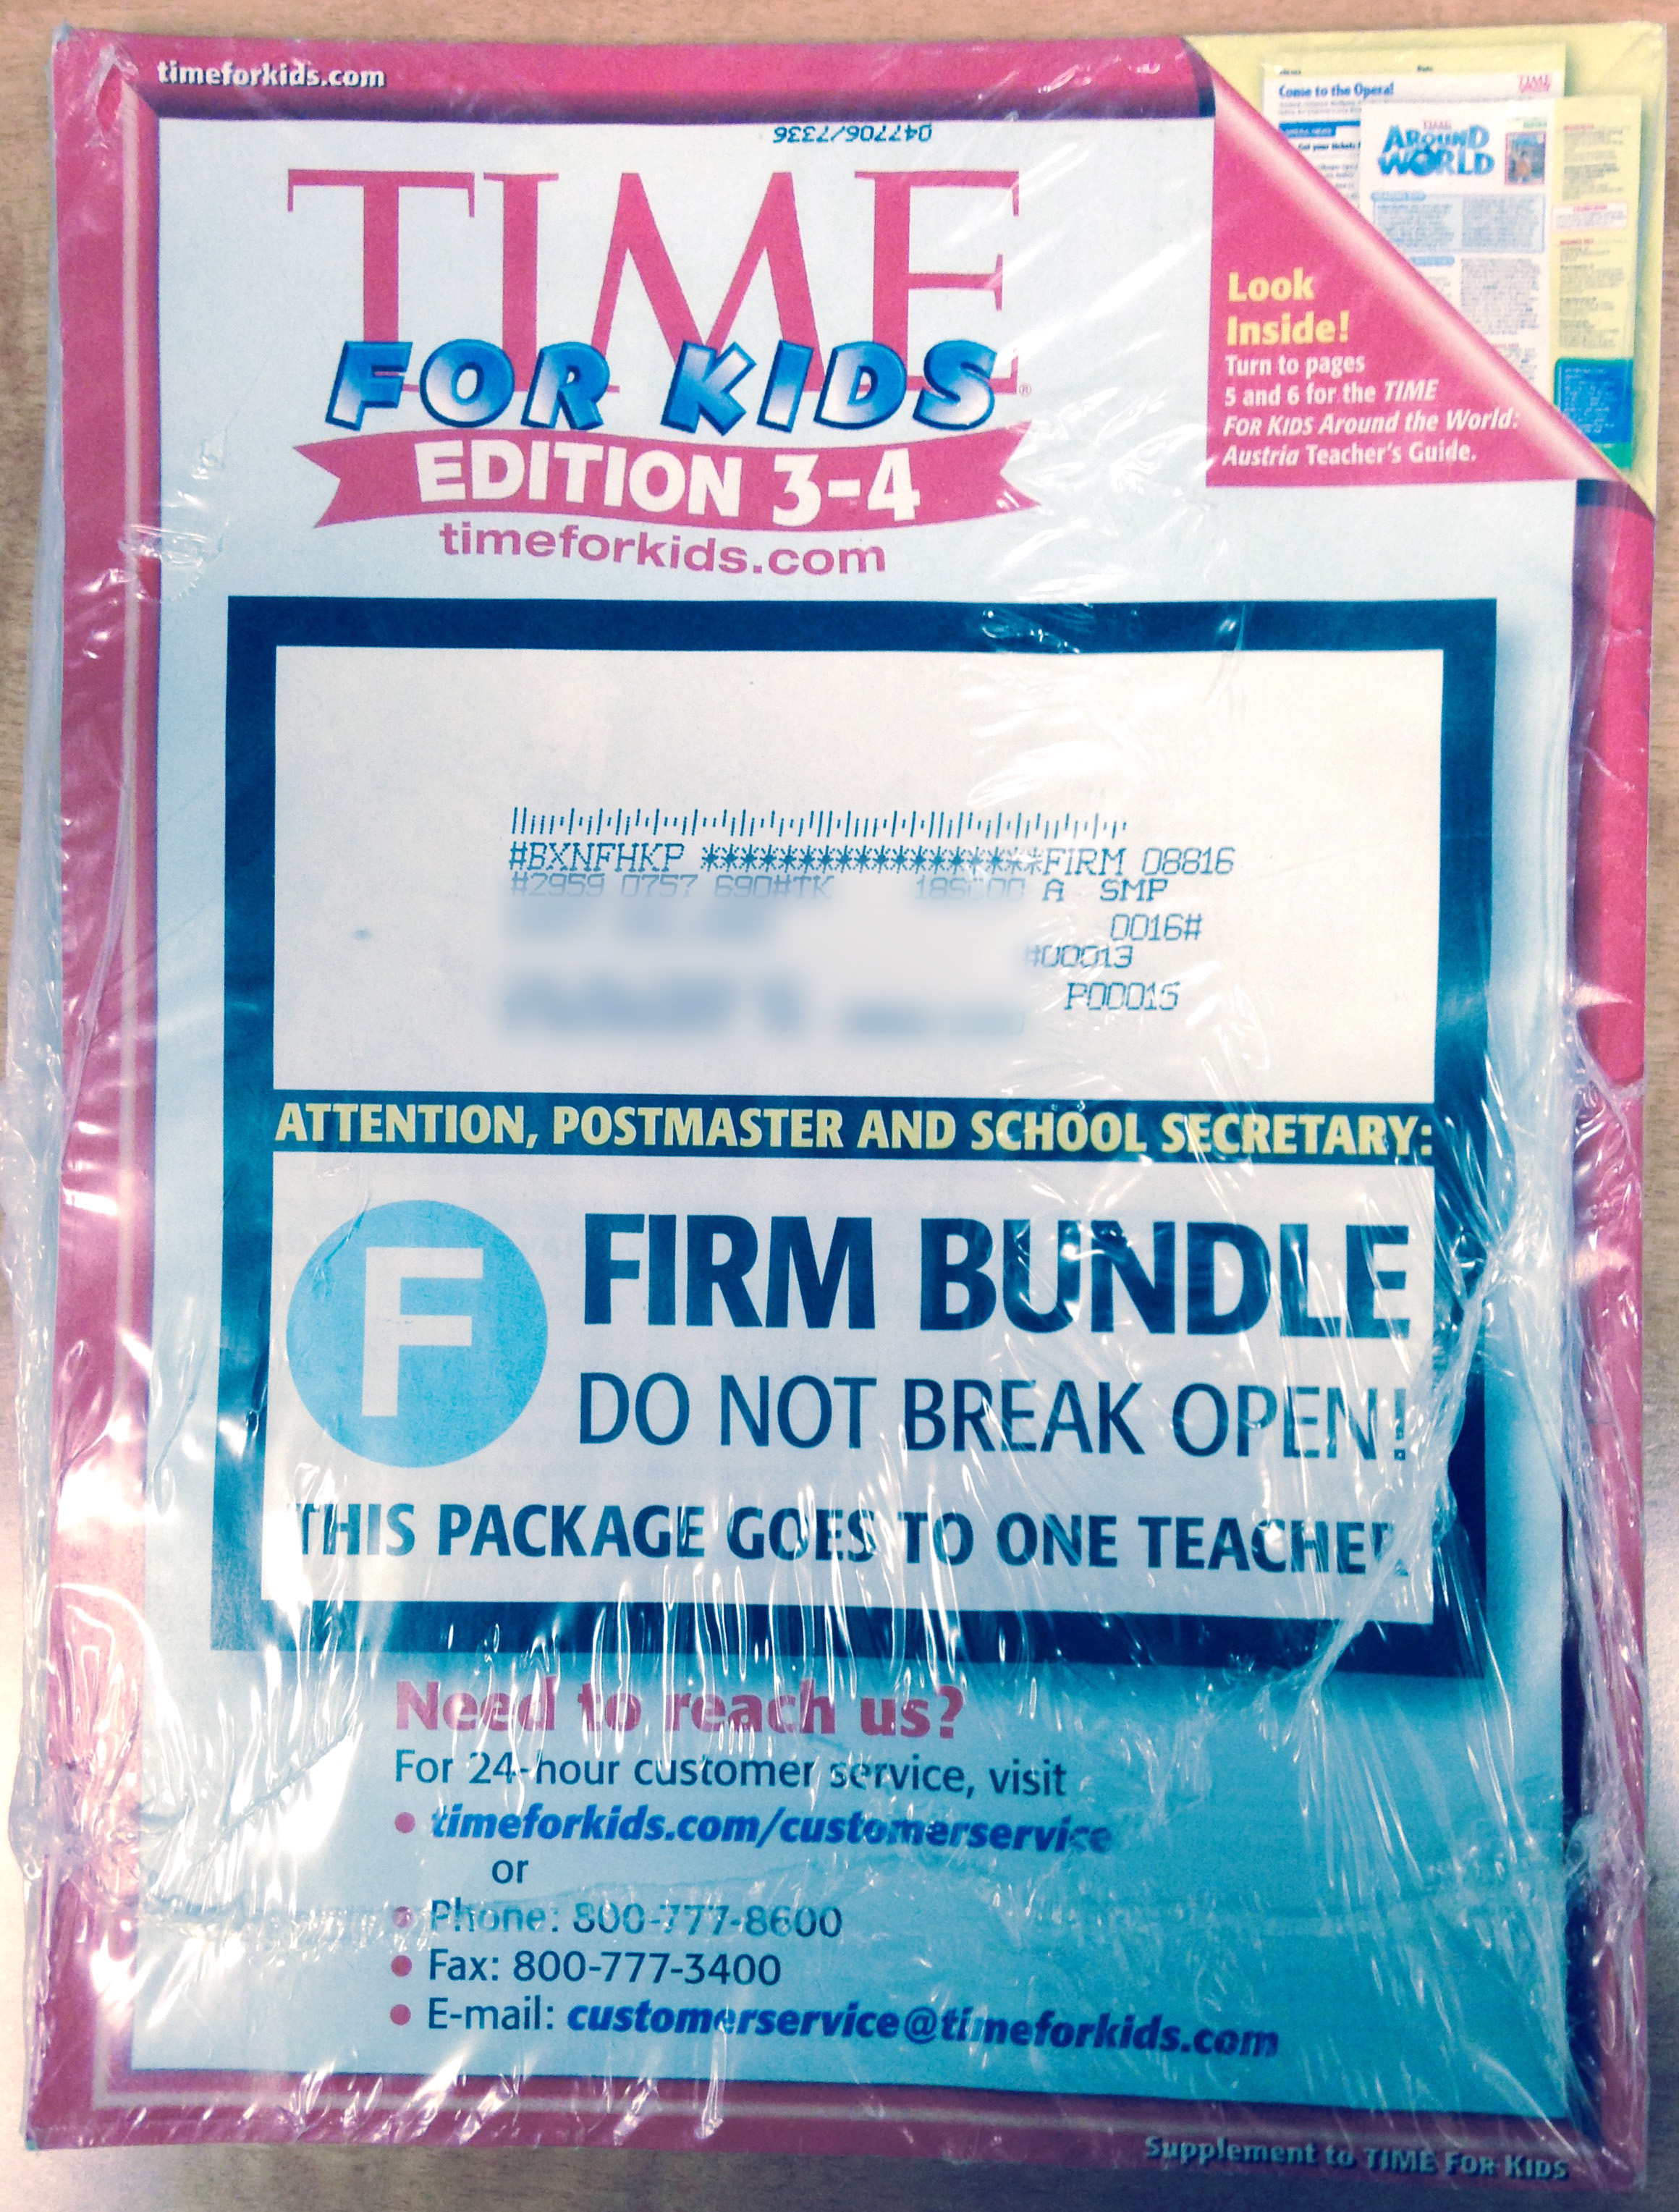 timeforkids.com
047706/7336
TIME
FOR KIDS®
EDITION 3-4
timeforkids.com
Come to the Opera!
TIME
AROUND
WORLD
Look
Inside!
Turn to pages
5 and 6 for the TIME
FOR KIDS Around the World:
Austria Teacher's Guide.
#BXNFHKP ******************FIRM 08816
#2959 0757 690#TK A SMP
0016#
#00013
P00015
ATTENTION, POSTMASTER AND SCHOOL SECRETARY:
F
FIRM BUNDLE
DO NOT BREAK OPEN!
THIS PACKAGE GOES TO ONE TEACHER
Need to reach us?
For 24-hour customer service, visit
• timeforkids.com/customerservice
or
• Phone: 800-777-8600
• Fax: 800-777-3400
• E-mail: customerservice@timeforkids.com
Supplement to TIME FOR KIDS